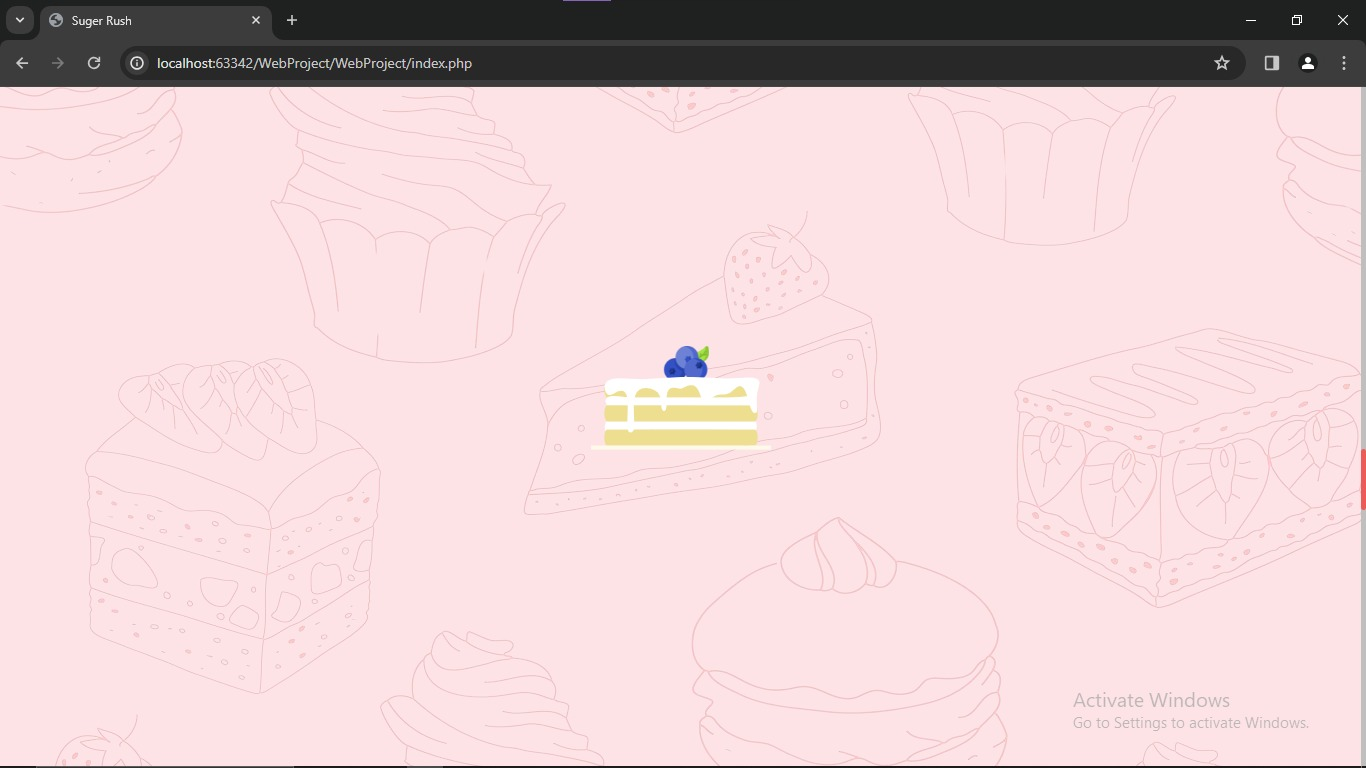 Suger Rush
localhost:63342/WebProject/WebProject/index.php
Activate Windows
Go to Settings to activate Windows.